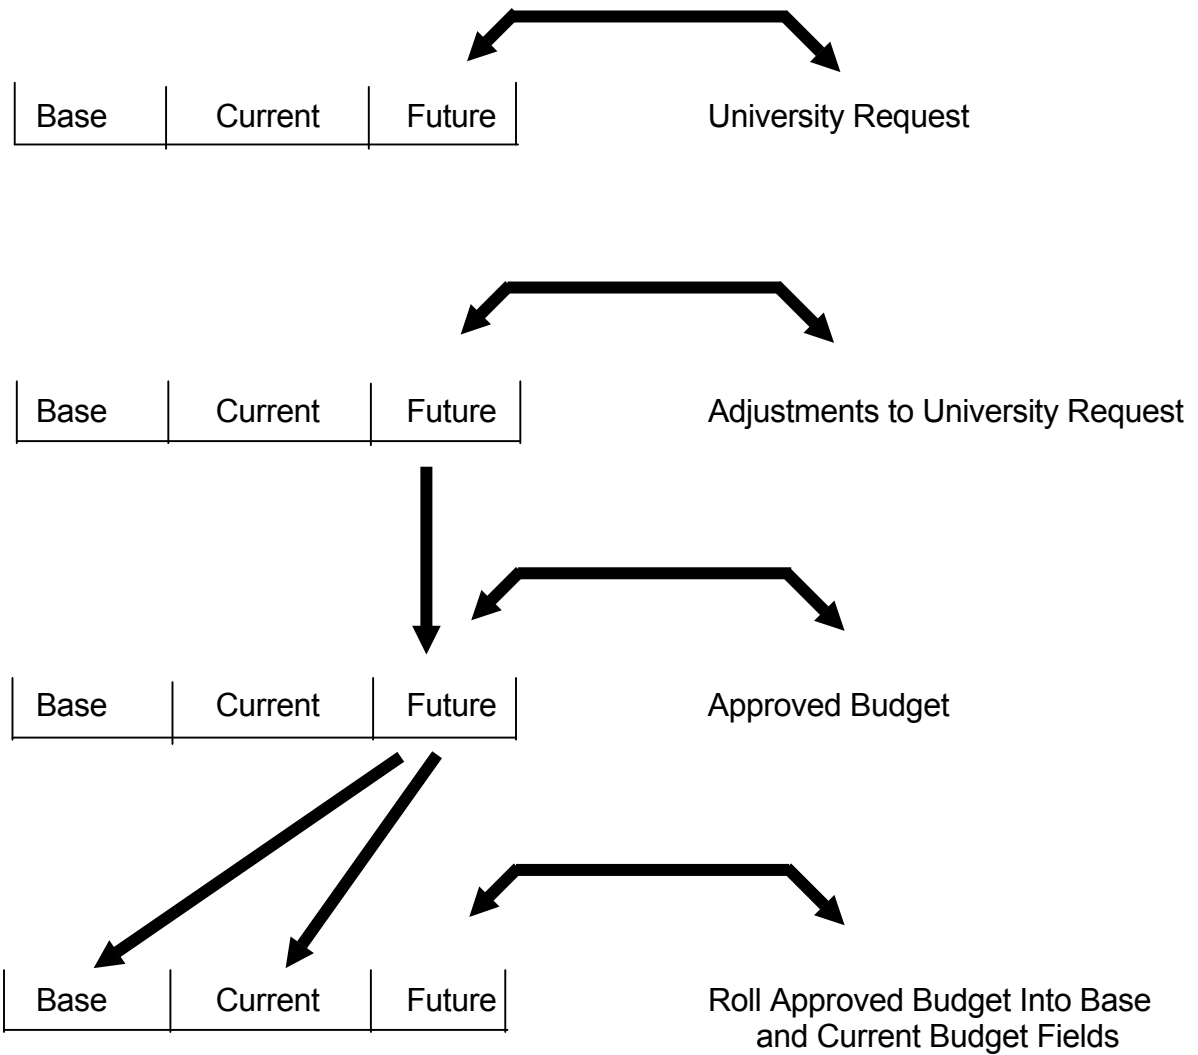 Base Current Future University Request
Base Current Future Adjustments to University Request
Base Current Future Approved Budget
Base Current Future Roll Approved Budget Into Base
and Current Budget Fields